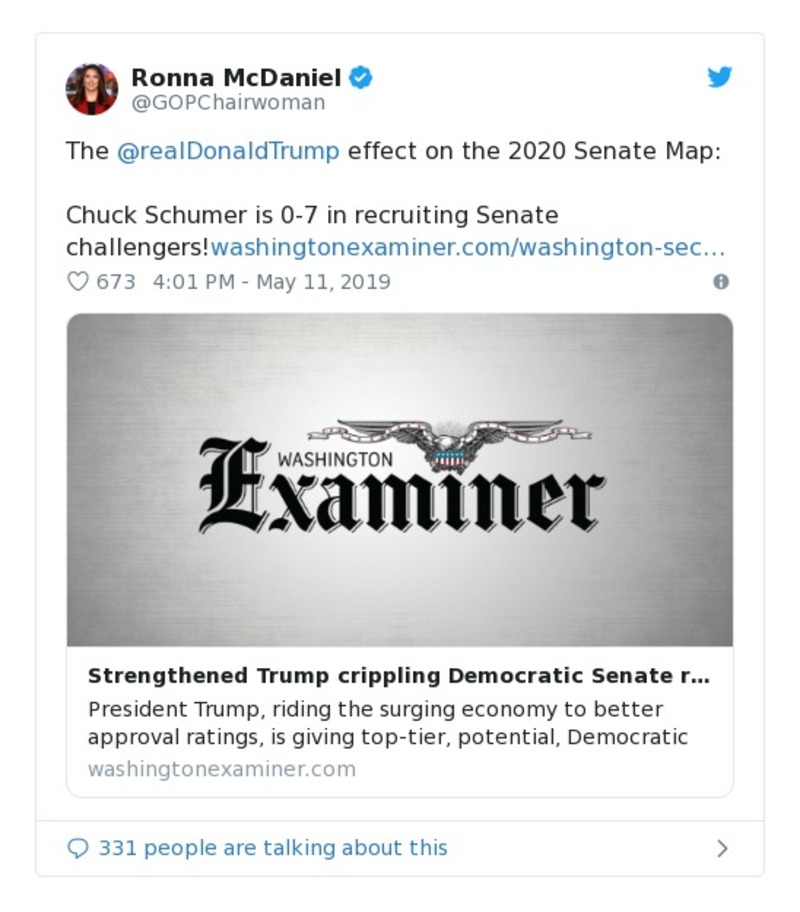 Ronna McDaniel
@GOPChairwoman
The @realDonaldTrump effect on the 2020 Senate Map:
Chuck Schumer is 0-7 in recruiting Senate
challengers!washingtonexaminer.com/washington-sec…
673 4:01 PM - May 11, 2019
WASHINGTON
Examiner
Strengthened Trump crippling Democratic Senate r…
President Trump, riding the surging economy to better
approval ratings, is giving top-tier, potential, Democratic
washingtonexaminer.com
331 people are talking about this